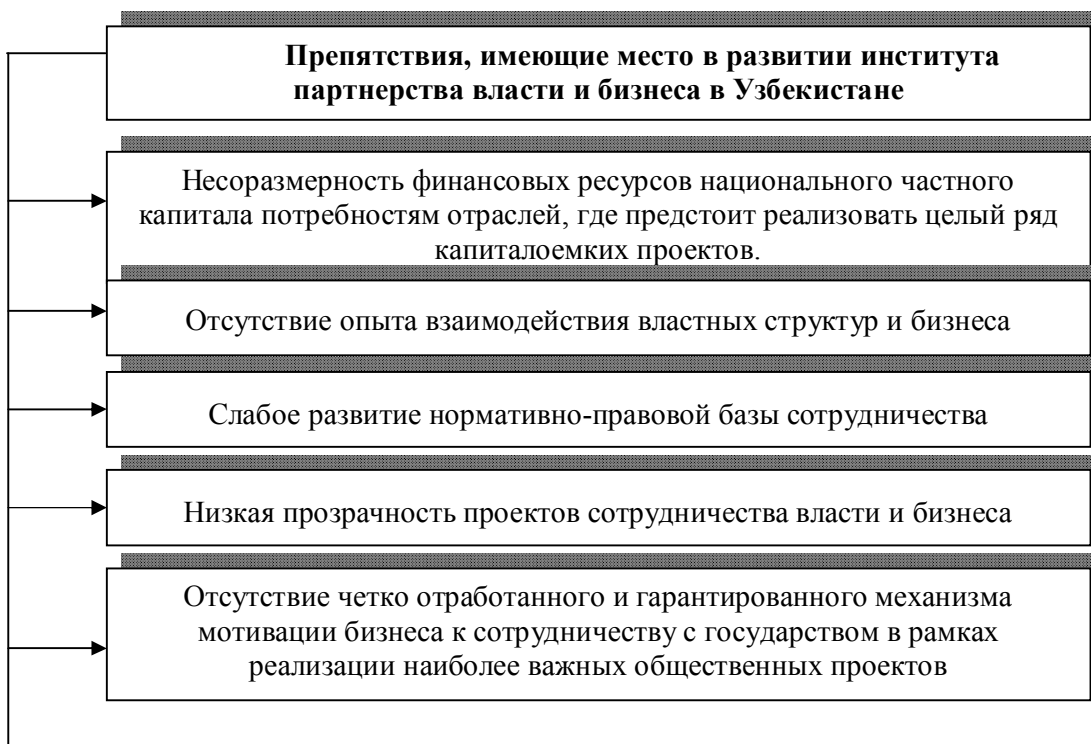 Препятствия, имеющие место в развитии института
партнерства власти и бизнеса в Узбекистане
Несоразмерность финансовых ресурсов национального частного
капитала потребностям отраслей, где предстоит реализовать целый ряд
капиталоемких проектов.
Отсутствие опыта взаимодействия властных структур и бизнеса
Слабое развитие нормативно-правовой базы сотрудничества
Низкая прозрачность проектов сотрудничества власти и бизнеса
Отсутствие четко отработанного и гарантированного механизма
мотивации бизнеса к сотрудничеству с государством в рамках
реализации наиболее важных общественных проектов